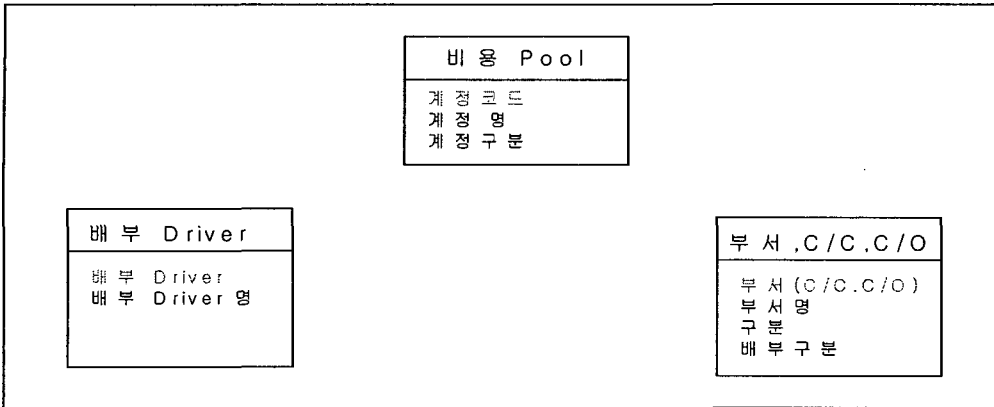 비용 Pool
계정코드
계정 명
계정구분
배부 Driver
배부 Driver
배부 Driver 명
부서,C/C,C/O
부서(C/C.C/O)
부서명
구분
배부구분